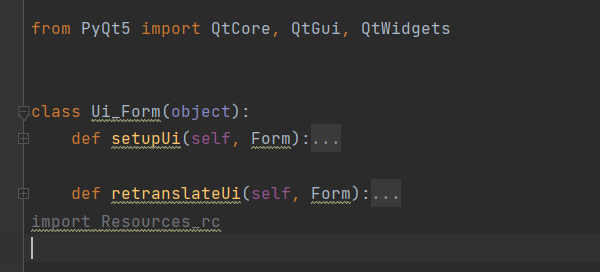 from PyQt5 import QtCore, QtGui, QtWidgets
class Ui_Form(object):
def setupUi(self, Form):...
def retranslateUi(self, Form):...
import Resources_rc